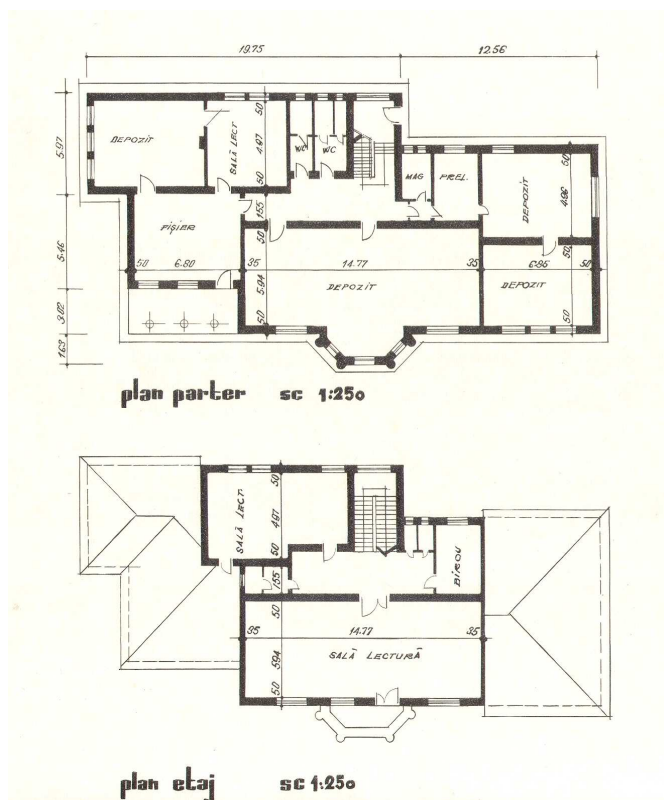 19.75
12.56
5.97
5.46
3.02
1.63
DEPOZIT
SALĂ LECT
50
4.97
50
WC
WC
MAG
PREL.
DEPOZIT
50
4.96
50
FIȘIER
155
50 6.80
35 14.77 35
6.85 50
50
5.94
50
DEPOZIT
DEPOZIT
50
plan parter sc 1:250
SALĂ LECT.
50
4.97
50
155
BIROU
50
35 14.77 35
5.94
SALĂ LECTURĂ
50
plan etaj sc 1:250